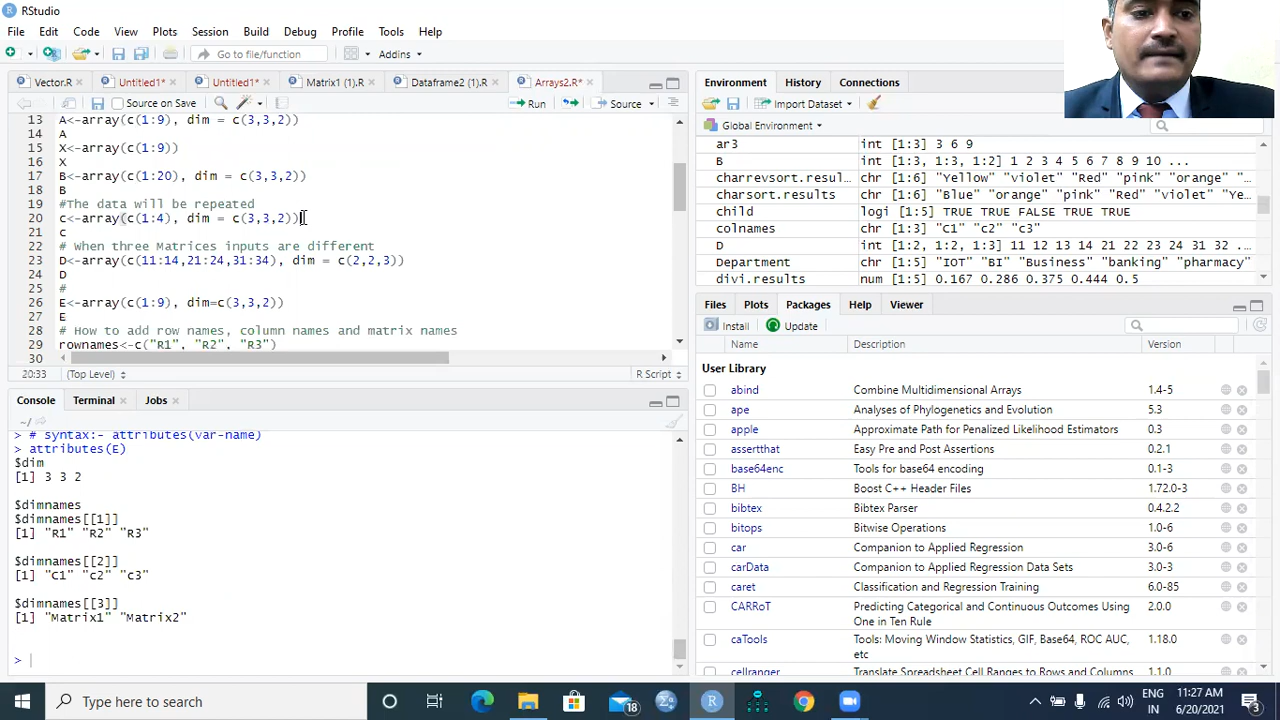 RStudio
File Edit Code View Plots Session Build Debug Profile Tools Help
Go to file/function Addins
Vector.R Untitled1* Untitled1* Matrix1 (1).R Dataframe2 (1).R Arrays2.R*
Source on Save Run Source
13 A<-array(c(1:9), dim = c(3,3,2))
14 A
15 X<-array(c(1:9))
16 X
17 B<-array(c(1:20), dim = c(3,3,2))
18 B
19 #The data will be repeated
20 c<-array(c(1:4), dim = c(3,3,2))
21 c
22 # When three Matrices inputs are different
23 D<-array(c(11:14,21:24,31:34), dim = c(2,2,3))
24 D
25 #
26 E<-array(c(1:9), dim=c(3,3,2))
27 E
28 # How to add row names, column names and matrix names
29 rownames<-c("R1", "R2", "R3")
30
20:33 (Top Level) R Script
Console Terminal Jobs
~/
> # syntax:- attributes(var-name)
> attributes(E)
$dim
[1] 3 3 2
$dimnames
$dimnames[[1]]
[1] "R1" "R2" "R3"
$dimnames[[2]]
[1] "C1" "c2" "c3"
$dimnames[[3]]
[1] "Matrix1" "Matrix2"
>
Environment History Connections
Import Dataset
Global Environment
ar3 int [1:3] 3 6 9
B int [1:3, 1:3, 1:2] 1 2 3 4 5 6 7 8 9 10 ...
charrevsort.resul… chr [1:6] "Yellow" "violet" "Red" "pink" "orange" "…
charsort.results chr [1:6] "Blue" "orange" "pink" "Red" "violet" "Ye…
child logi [1:5] TRUE TRUE FALSE TRUE TRUE
colnames chr [1:3] "C1" "c2" "c3"
D int [1:2, 1:2, 1:3] 11 12 13 14 21 22 23 24 31 32 ...
Department chr [1:6] "IOT" "BI" "Business" "banking" "pharmacy"
divi.results num [1:5] 0.167 0.286 0.375 0.444 0.5
Files Plots Packages Help Viewer
Install Update
Name Description Version
User Library
abind Combine Multidimensional Arrays 1.4-5
ape Analyses of Phylogenetics and Evolution 5.3
apple Approximate Path for Penalized Likelihood Estimators 0.3
assertthat Easy Pre and Post Assertions 0.2.1
base64enc Tools for base64 encoding 0.1-3
BH Boost C++ Header Files 1.72.0-3
bibtex Bibtex Parser 0.4.2.2
bitops Bitwise Operations 1.0-6
car Companion to Applied Regression 3.0-6
carData Companion to Applied Regression Data Sets 3.0-3
caret Classification and Regression Training 6.0-85
CARRoT Predicting Categorical and Continuous Outcomes Using 2.0.0
One in Ten Rule
caTools Tools: Moving Window Statistics, GIF, Base64, ROC AUC, 1.18.0
etc
cellranger Translate Spreadsheet Cell Ranges to Rows and Columns 1.1.0
Type here to search
18
ENG
IN
11:27 AM
6/20/2021
3